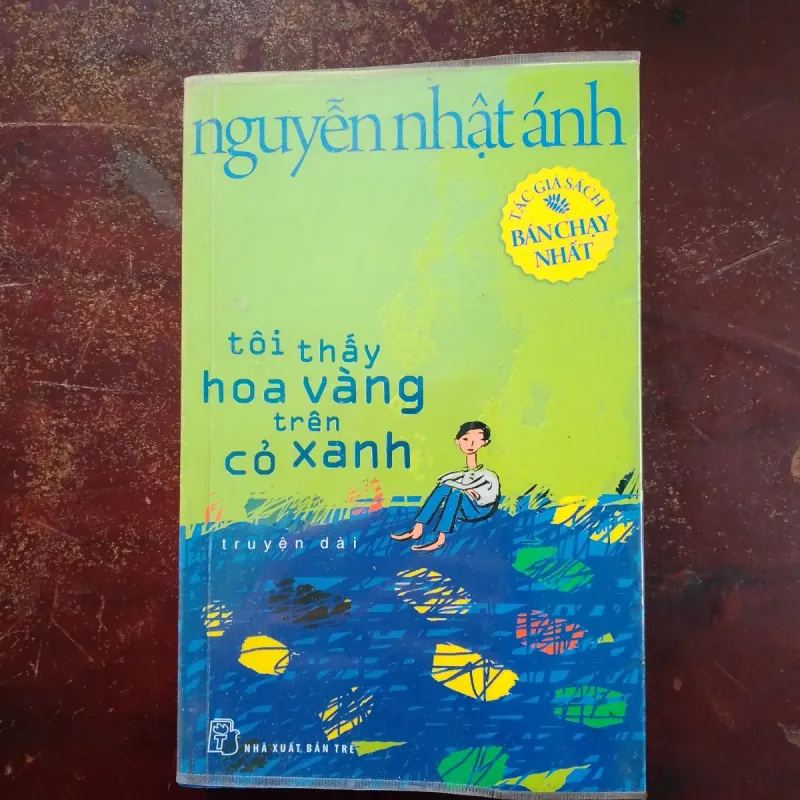 nguyễn nhật ánh
TÁC GIẢ SÁCH
BÁN CHẠY
NHẤT
tôi thấy
hoa vàng
trên
cỏ xanh
truyện dài
NHÀ XUẤT BẢN TRẺ